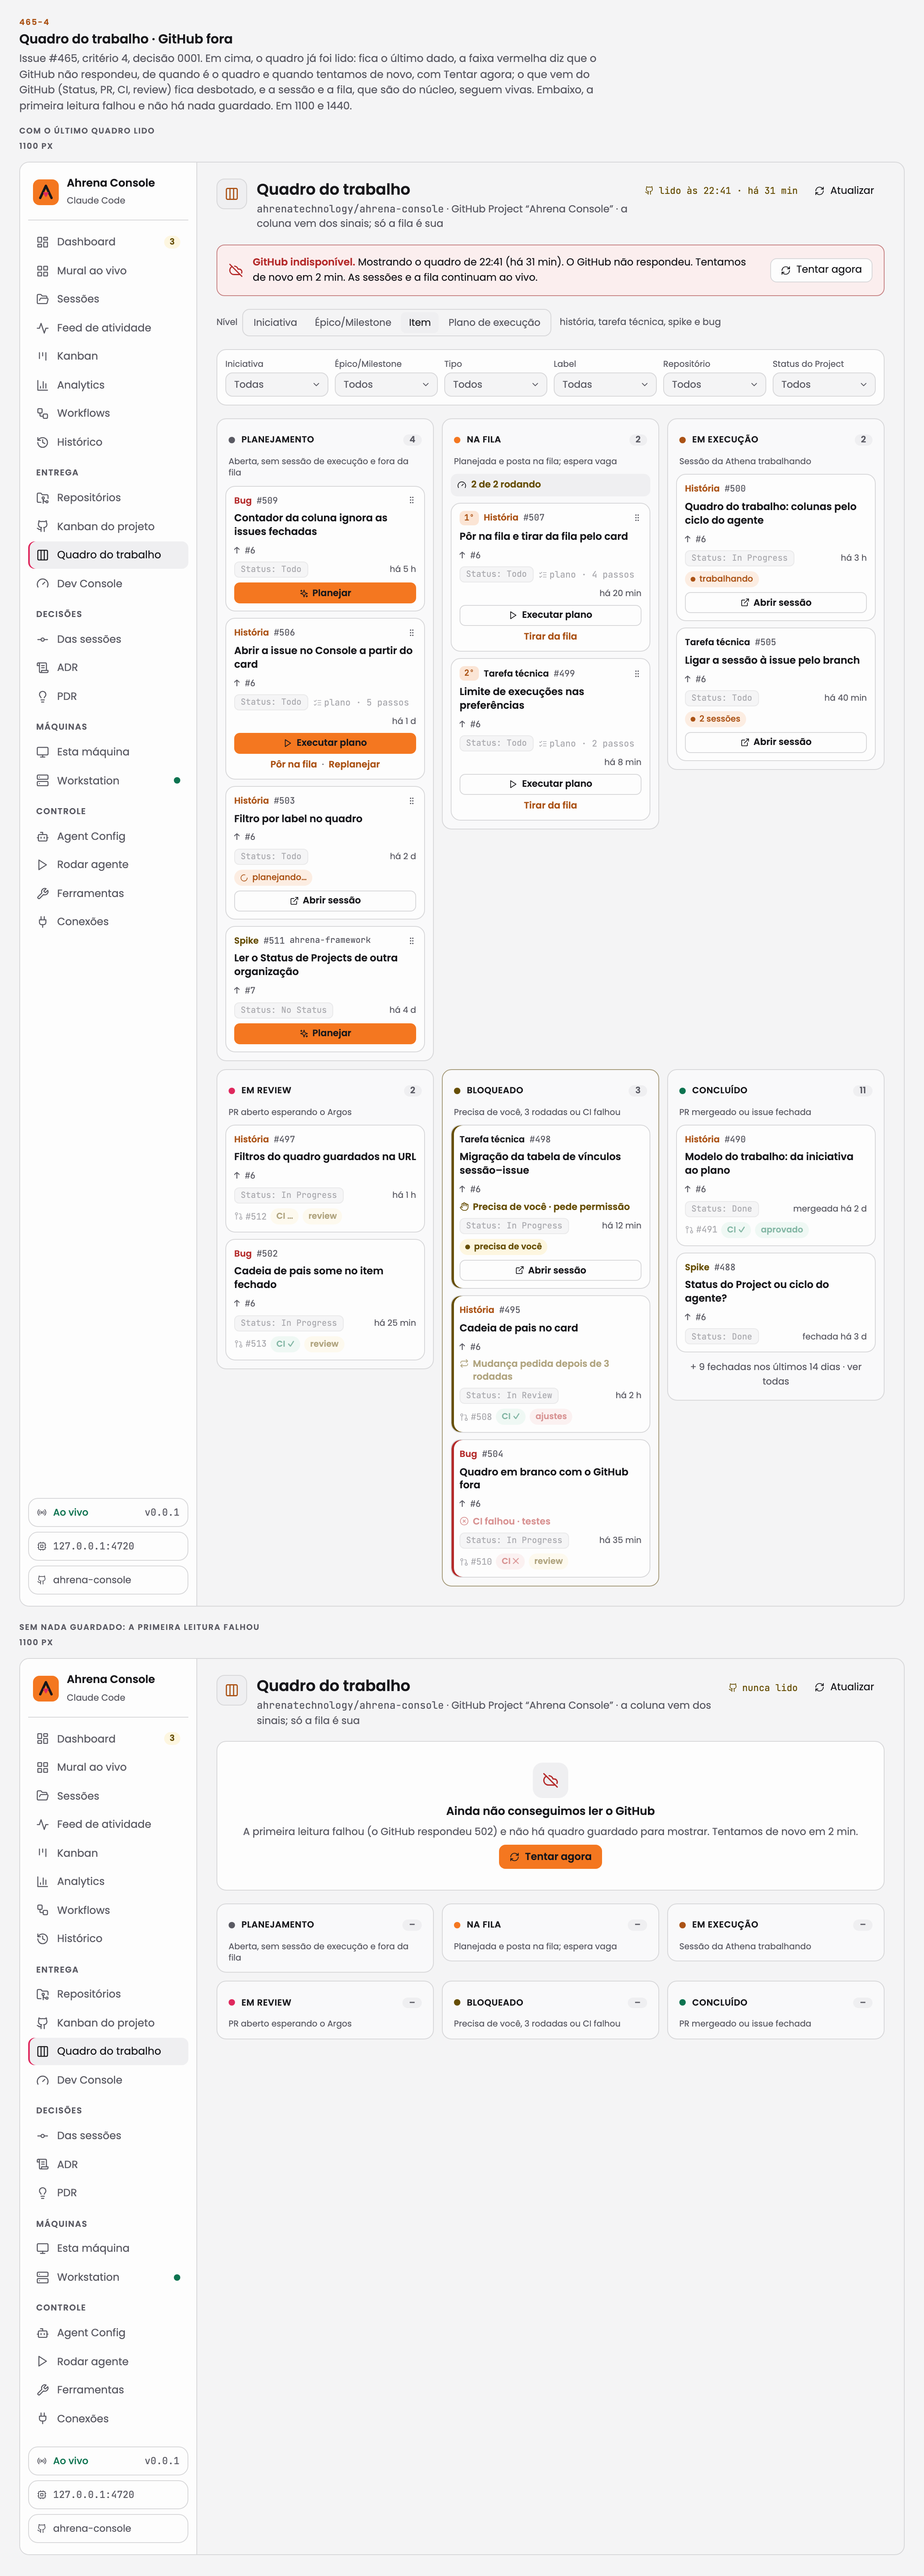 465-4
Quadro do trabalho · GitHub fora
Issue #465, critério 4, decisão 0001. Em cima, o quadro já foi lido: fica o último dado, a faixa vermelha diz que o
GitHub não respondeu, de quando é o quadro e quando tentamos de novo, com Tentar agora; o que vem do
GitHub (Status, PR, CI, review) fica desbotado, e a sessão e a fila, que são do núcleo, seguem vivas. Embaixo, a
primeira leitura falhou e não há nada guardado. Em 1100 e 1440.
COM O ÚLTIMO QUADRO LIDO
1100 PX
Ahrena Console
Claude Code
Dashboard 3
Mural ao vivo
Sessões
Feed de atividade
Kanban
Analytics
Workflows
Histórico
ENTREGA
Repositórios
Kanban do projeto
Quadro do trabalho
Dev Console
DECISÕES
Das sessões
ADR
PDR
MÁQUINAS
Esta máquina
Workstation
CONTROLE
Agent Config
Rodar agente
Ferramentas
Conexões
Ao vivo v0.0.1
127.0.0.1:4720
ahrena-console
Quadro do trabalho
ahrenatechnology/ahrena-console · GitHub Project “Ahrena Console” · a
coluna vem dos sinais; só a fila é sua
lido às 22:41 · há 31 min
Atualizar
GitHub indisponível. Mostrando o quadro de 22:41 (há 31 min). O GitHub não respondeu. Tentamos
de novo em 2 min. As sessões e a fila continuam ao vivo.
Tentar agora
Nível Iniciativa Épico/Milestone Item Plano de execução história, tarefa técnica, spike e bug
Iniciativa Épico/Milestone Tipo Label Repositório Status do Project
Todas Todos Todos Todas Todos Todos
PLANEJAMENTO 4
Aberta, sem sessão de execução e fora da
fila
Bug #509
Contador da coluna ignora as
issues fechadas
↑ #6
Status: Todo há 5 h
Planejar
História #506
Abrir a issue no Console a partir do
card
↑ #6
Status: Todo plano · 5 passos
há 1 d
Executar plano
Pôr na fila · Replanejar
História #503
Filtro por label no quadro
↑ #6
Status: Todo há 2 d
planejando…
Abrir sessão
Spike #511 ahrena-framework
Ler o Status de Projects de outra
organização
↑ #7
Status: No Status há 4 d
Planejar
NA FILA 2
Planejada e posta na fila; espera vaga
2 de 2 rodando
1° História #507
Pôr na fila e tirar da fila pelo card
↑ #6
Status: Todo plano · 4 passos
há 20 min
Executar plano
Tirar da fila
2° Tarefa técnica #499
Limite de execuções nas
preferências
↑ #6
Status: Todo plano · 2 passos
há 8 min
Executar plano
Tirar da fila
EM EXECUÇÃO 2
Sessão da Athena trabalhando
História #500
Quadro do trabalho: colunas pelo
ciclo do agente
↑ #6
Status: In Progress há 3 h
trabalhando
Abrir sessão
Tarefa técnica #505
Ligar a sessão à issue pelo branch
↑ #6
Status: Todo há 40 min
2 sessões
Abrir sessão
EM REVIEW 2
PR aberto esperando o Argos
História #497
Filtros do quadro guardados na URL
↑ #6
Status: In Progress há 1 h
#512 CI … review
Bug #502
Cadeia de pais some no item
fechado
↑ #6
Status: In Progress há 25 min
#513 CI ✓ review
BLOQUEADO 3
Precisa de você, 3 rodadas ou CI falhou
Tarefa técnica #498
Migração da tabela de vínculos
sessão–issue
↑ #6
Precisa de você · pede permissão
Status: In Progress há 12 min
precisa de você
Abrir sessão
História #495
Cadeia de pais no card
↑ #6
Mudança pedida depois de 3
rodadas
Status: In Review há 2 h
#508 CI ✓ ajustes
Bug #504
Quadro em branco com o GitHub
fora
↑ #6
CI falhou · testes
Status: In Progress há 35 min
#510 CI ✕ review
CONCLUÍDO 11
PR mergeado ou issue fechada
História #490
Modelo do trabalho: da iniciativa
ao plano
↑ #6
Status: Done mergeada há 2 d
#491 CI ✓ aprovado
Spike #488
Status do Project ou ciclo do
agente?
↑ #6
Status: Done fechada há 3 d
+ 9 fechadas nos últimos 14 dias · ver
todas
SEM NADA GUARDADO: A PRIMEIRA LEITURA FALHOU
1100 PX
Ahrena Console
Claude Code
Dashboard 3
Mural ao vivo
Sessões
Feed de atividade
Kanban
Analytics
Workflows
Histórico
ENTREGA
Repositórios
Kanban do projeto
Quadro do trabalho
Dev Console
DECISÕES
Das sessões
ADR
PDR
MÁQUINAS
Esta máquina
Workstation
CONTROLE
Agent Config
Rodar agente
Ferramentas
Conexões
Ao vivo v0.0.1
127.0.0.1:4720
ahrena-console
Quadro do trabalho
ahrenatechnology/ahrena-console · GitHub Project “Ahrena Console” · a coluna vem dos
sinais; só a fila é sua
nunca lido
Atualizar
Ainda não conseguimos ler o GitHub
A primeira leitura falhou (o GitHub respondeu 502) e não há quadro guardado para mostrar. Tentamos de novo em 2 min.
Tentar agora
PLANEJAMENTO –
Aberta, sem sessão de execução e fora da
fila
NA FILA –
Planejada e posta na fila; espera vaga
EM EXECUÇÃO –
Sessão da Athena trabalhando
EM REVIEW –
PR aberto esperando o Argos
BLOQUEADO –
Precisa de você, 3 rodadas ou CI falhou
CONCLUÍDO –
PR mergeado ou issue fechada